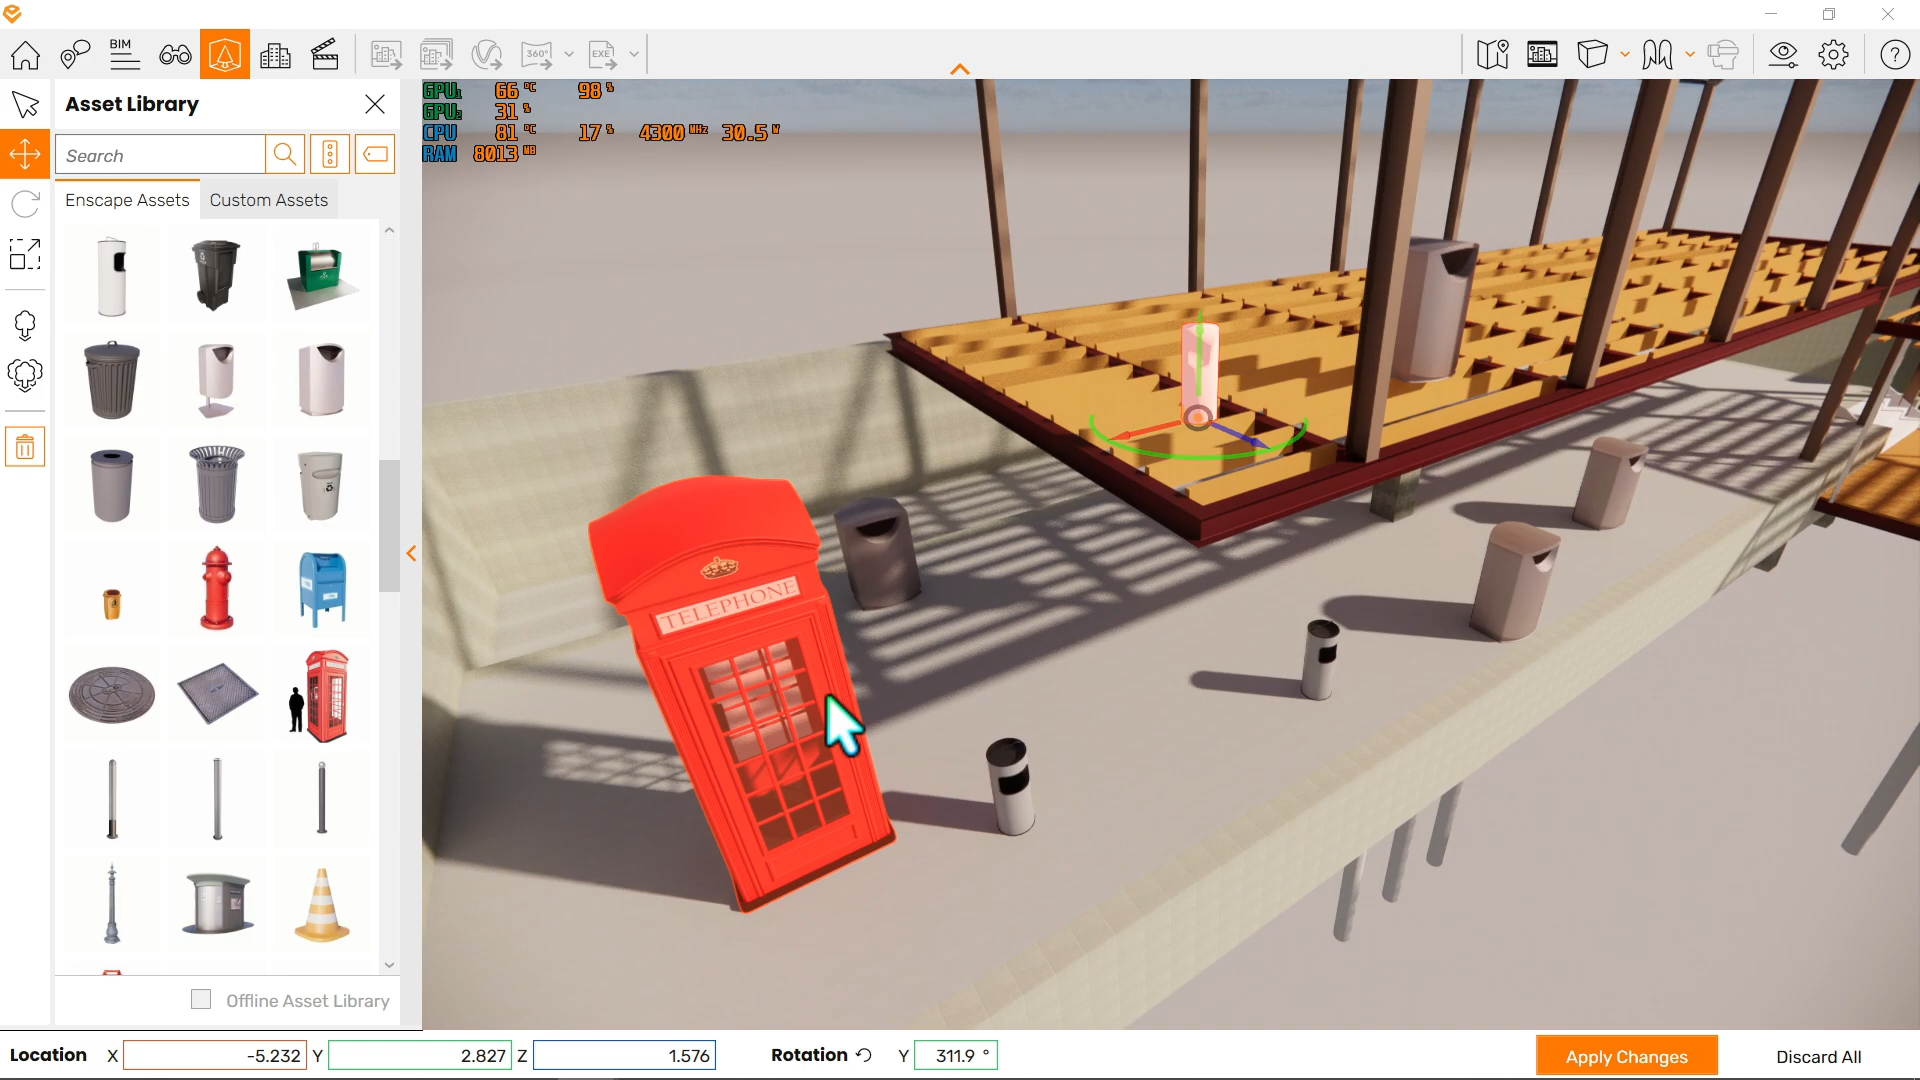 BIM
360°
EXE
?
Asset Library
Search
Enscape Assets
Custom Assets
GPU1 66 °C 98 %
GPU2 31 %
CPU 81 °C 17 % 4300 MHz 30.5 W
RAM 8013 MB
TELEPHONE
Offline Asset Library
Location X -5.232 Y 2.827 Z 1.576 Rotation Y 311.9 °
Apply Changes
Discard All